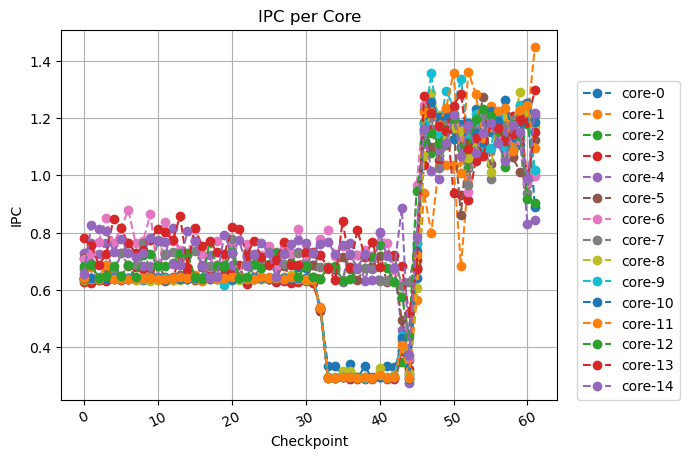 IPC per Core
IPC
1.4
1.2
1.0
0.8
0.6
0.4
0
10
20
30
40
50
60
Checkpoint
core-0
core-1
core-2
core-3
core-4
core-5
core-6
core-7
core-8
core-9
core-10
core-11
core-12
core-13
core-14